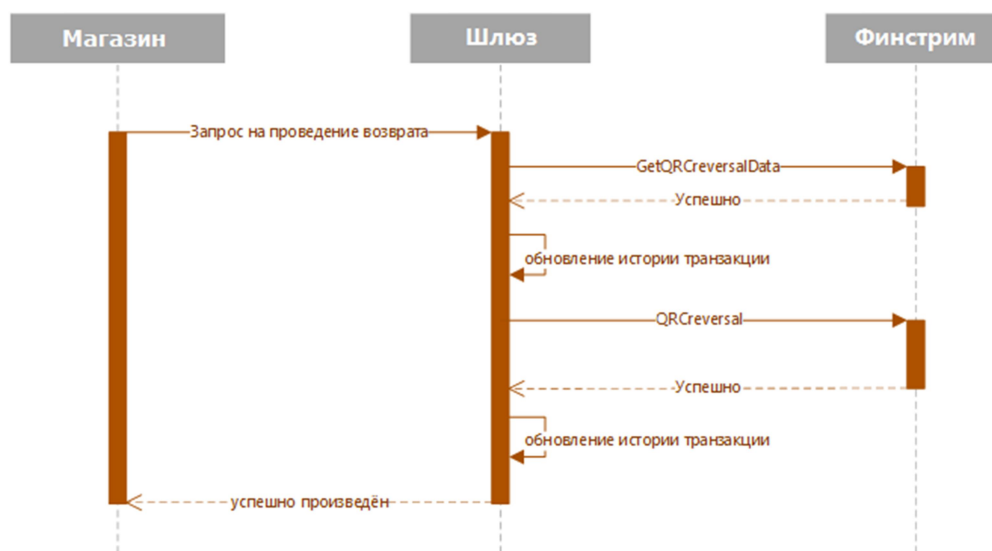 Магазин
Шлюз
Финстрим
Запрос на проведение возврата
GetQRCreversalData
Успешно
обновление истории транзакции
QRCreversal
Успешно
обновление истории транзакции
успешно произведён